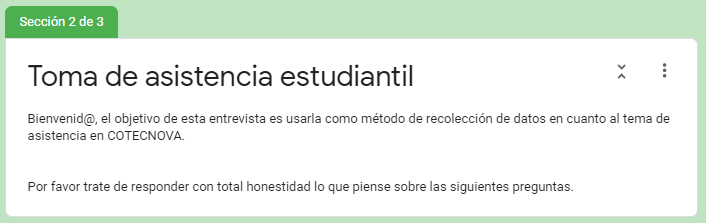 Sección 2 de 3
Toma de asistencia estudiantil
Bienvenid@, el objetivo de esta entrevista es usarla como método de recolección de datos en cuanto al tema de
asistencia en COTECNOVA.
Por favor trate de responder con total honestidad lo que piense sobre las siguientes preguntas.